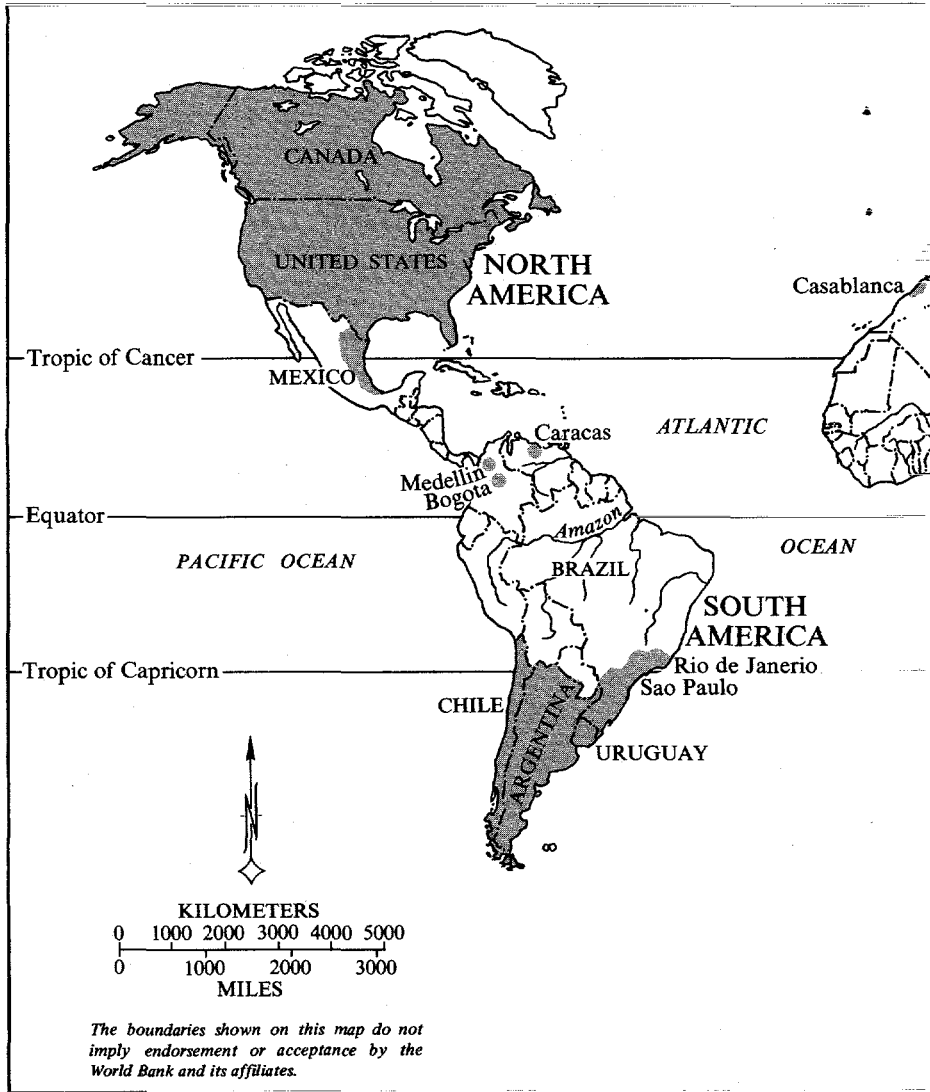 CANADA
UNITED STATES
NORTH
AMERICA
Casablanca
Tropic of Cancer
MEXICO
ATLANTIC
Caracas
Medellin
Bogota
Equator
Amazon
PACIFIC OCEAN
OCEAN
BRAZIL
SOUTH
AMERICA
Tropic of Capricorn
Rio de Janerio
Sao Paulo
CHILE
ARGENTINA
URUGUAY
N
KILOMETERS
0 1000 2000 3000 4000 5000
0 1000 2000 3000
MILES
The boundaries shown on this map do not
imply endorsement or acceptance by the
World Bank and its affiliates.